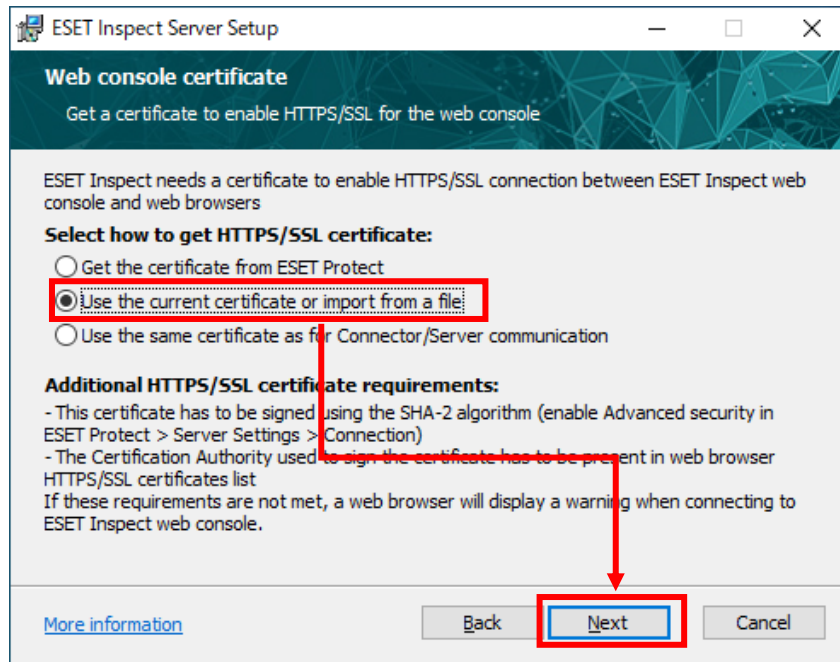 ESET Inspect Server Setup
Web console certificate
Get a certificate to enable HTTPS/SSL for the web console
ESET Inspect needs a certificate to enable HTTPS/SSL connection between ESET Inspect web
console and web browsers
Select how to get HTTPS/SSL certificate:
Get the certificate from ESET Protect
Use the current certificate or import from a file
Use the same certificate as for Connector/Server communication
Additional HTTPS/SSL certificate requirements:
- This certificate has to be signed using the SHA-2 algorithm (enable Advanced security in
ESET Protect > Server Settings > Connection)
- The Certification Authority used to sign the certificate has to be present in web browser
HTTPS/SSL certificates list
If these requirements are not met, a web browser will display a warning when connecting to
ESET Inspect web console.
More information
Back
Next
Cancel